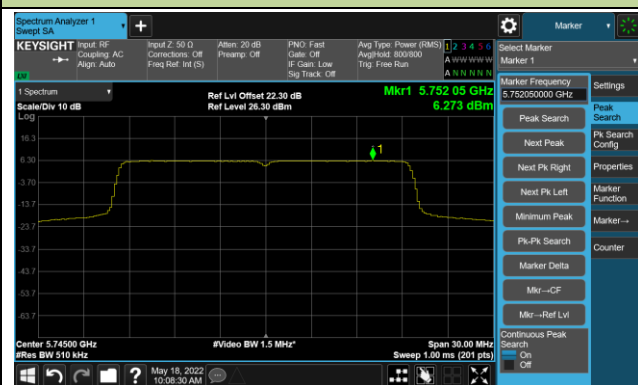 Spectrum Analyzer 1
Swept SA
+
Marker
KEYSIGHT
Input: RF
Coupling: AC
Align: Auto
Input Z: 50 Ω
Corrections: Off
Freq Ref: Int (S)
Atten: 20 dB
Preamp: Off
PNO: Fast
Gate: Off
IF Gain: Low
Sig Track: Off
Avg Type: Power (RMS)
Avg|Hold: 800/800
Trig: Free Run
1 2 3 4 5 6
A W W W W W
A N N N N N
LXI
1 Spectrum
Scale/Div 10 dB
Log
Ref Lvl Offset 22.30 dB
Ref Level 26.30 dBm
Mkr1 5.752 05 GHz
6.273 dBm
1
16.3
6.30
-3.70
-13.7
-23.7
-33.7
-43.7
-53.7
-63.7
Center 5.74500 GHz
#Res BW 510 kHz
#Video BW 1.5 MHz*
Span 30.00 MHz
Sweep 1.00 ms (201 pts)
Select Marker
Marker 1
Marker Frequency
5.752050000 GHz
Peak Search
Next Peak
Next Pk Right
Next Pk Left
Minimum Peak
Pk-Pk Search
Marker Delta
Mkr→CF
Mkr→Ref Lvl
Continuous Peak
Search
On
Off
Settings
Peak
Search
Pk Search
Config
Properties
Marker
Function
Marker→
Counter
?
May 18, 2022
10:08:30 AM